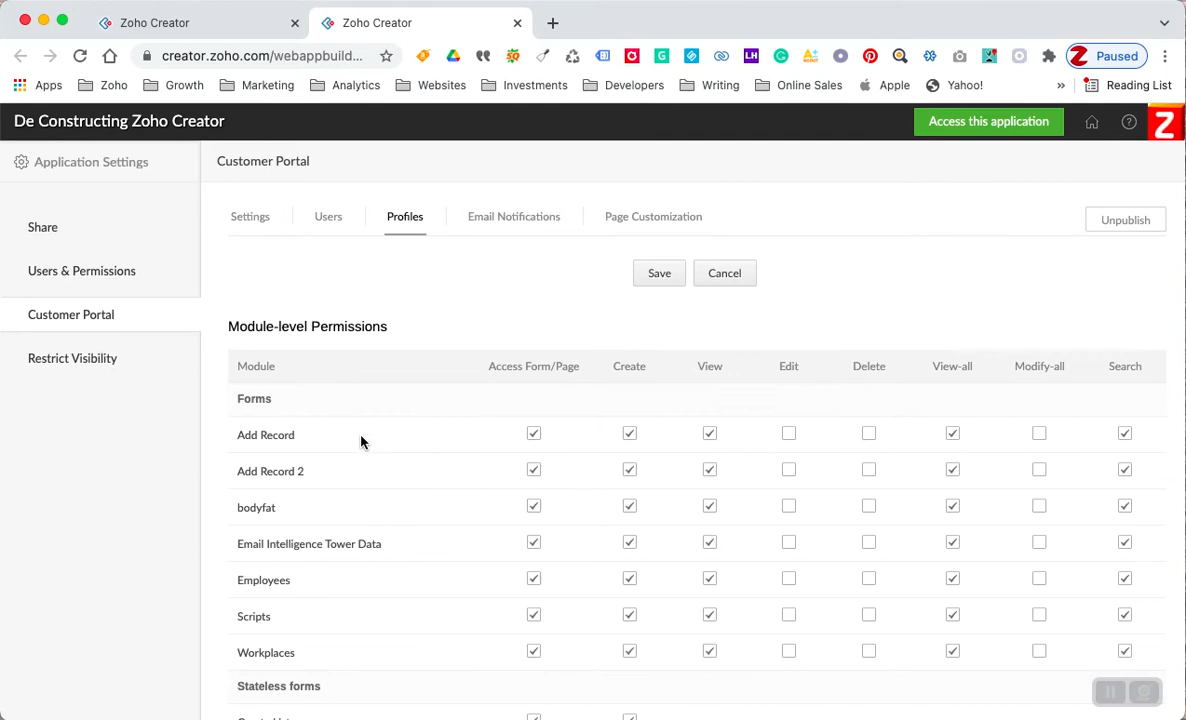 Zoho Creator
Zoho Creator
creator.zoho.com/webappbuild...
Paused
Apps
Zoho
Growth
Marketing
Analytics
Websites
Investments
Developers
Writing
Online Sales
Apple
Yahoo!
»
Reading List
De Constructing Zoho Creator
Access this application
Z
Application Settings
Customer Portal
Share
Users & Permissions
Customer Portal
Restrict Visibility
Settings
Users
Profiles
Email Notifications
Page Customization
Unpublish
Save
Cancel
Module-level Permissions
Module Access Form/Page Create View Edit Delete View-all Modify-all Search
Forms
Add Record
Add Record 2
bodyfat
Email Intelligence Tower Data
Employees
Scripts
Workplaces
Stateless forms